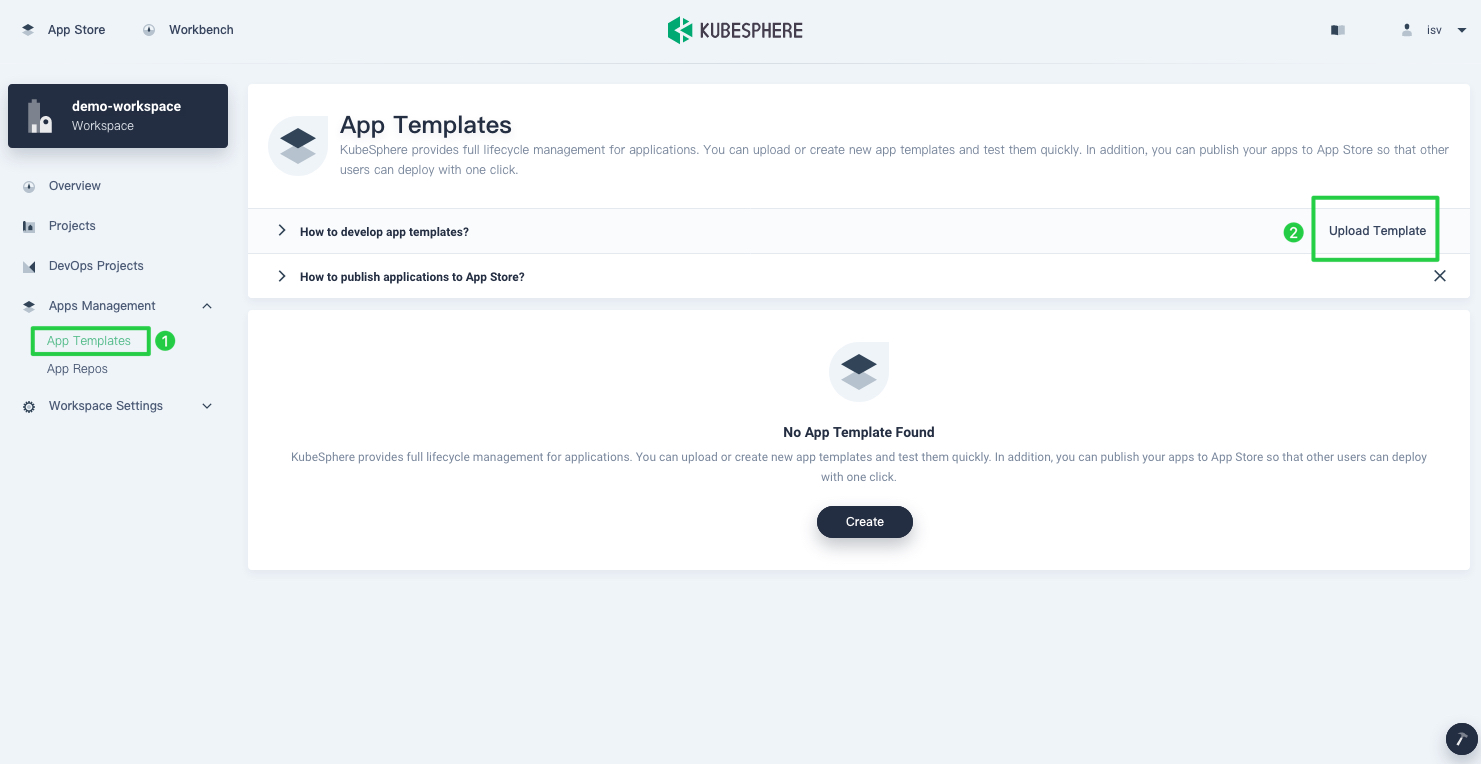 App Store
Workbench
KUBESPHERE
isv
demo-workspace
Workspace
Overview
Projects
DevOps Projects
Apps Management
App Templates
1
App Repos
Workspace Settings
App Templates
KubeSphere provides full lifecycle management for applications. You can upload or create new app templates and test them quickly. In addition, you can publish your apps to App Store so that other
users can deploy with one click.
How to develop app templates?
2
Upload Template
How to publish applications to App Store?
No App Template Found
KubeSphere provides full lifecycle management for applications. You can upload or create new app templates and test them quickly. In addition, you can publish your apps to App Store so that other users can deploy
with one click.
Create